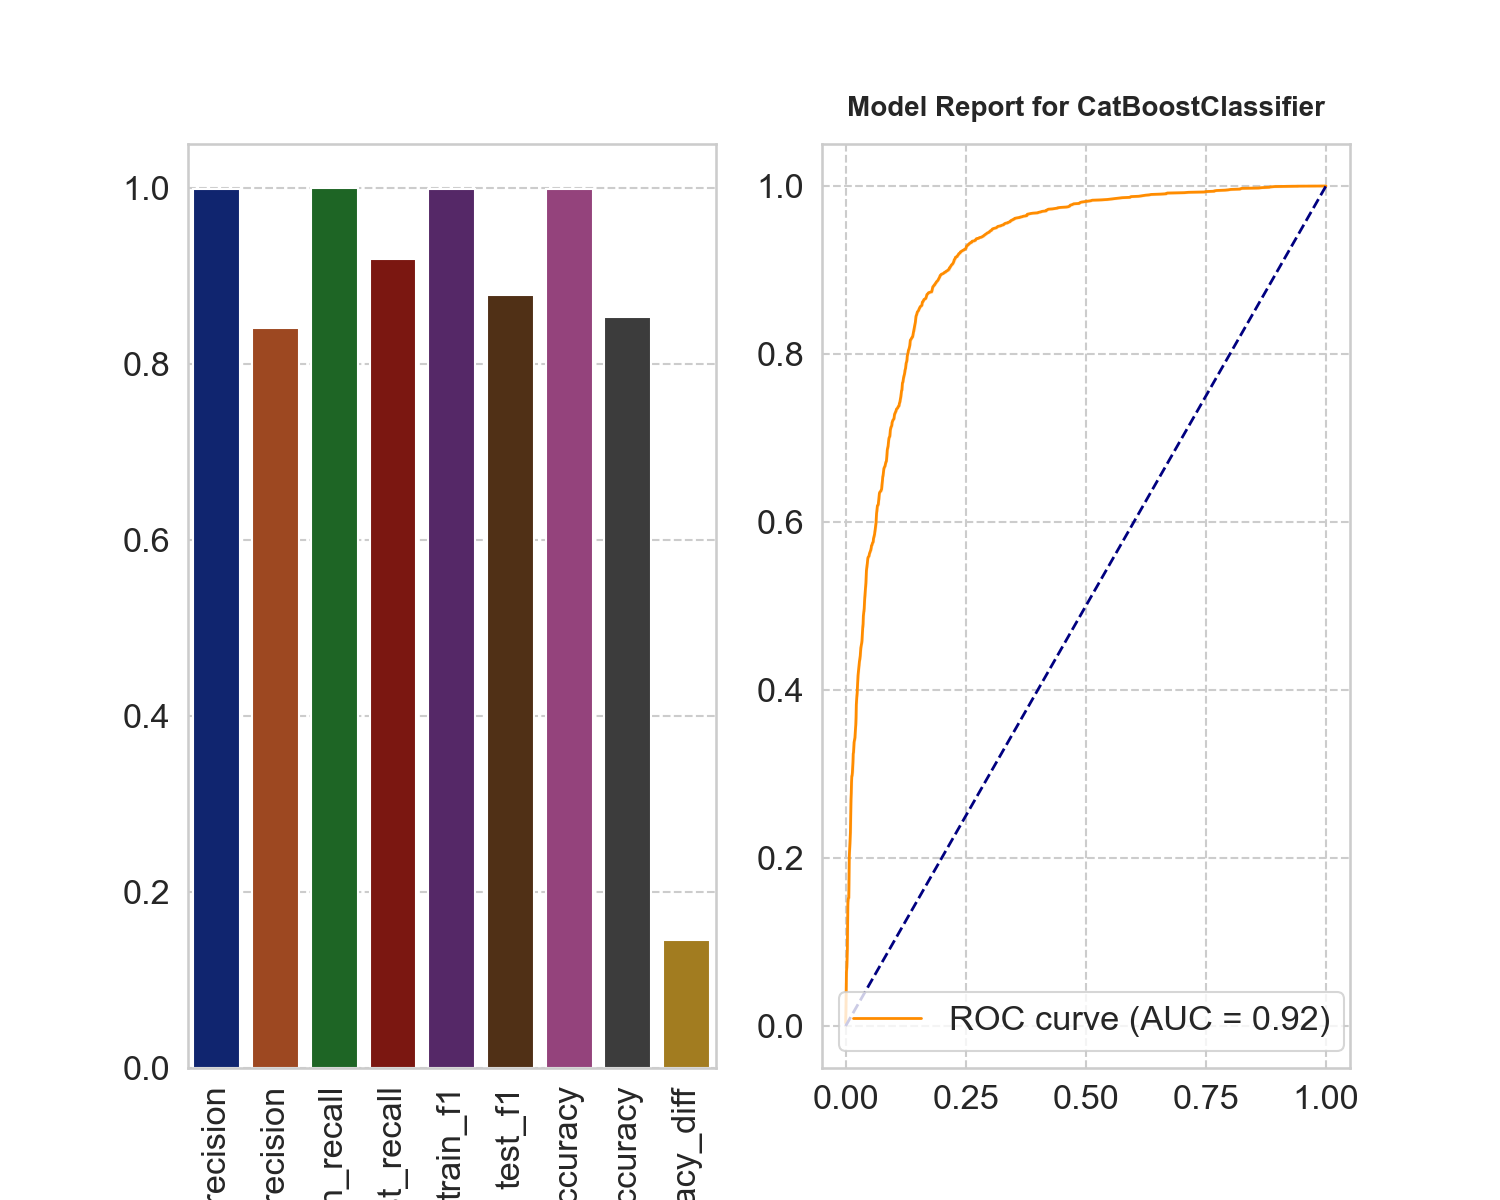 Model Report for CatBoostClassifier
1.0
0.8
0.6
0.4
0.2
0.0
recision
recision
n_recall
t_recall
train_f1
test_f1
ccuracy
ccuracy
acy_diff
1.0
0.8
0.6
0.4
0.2
0.0
ROC curve (AUC = 0.92)
0.00 0.25 0.50 0.75 1.00